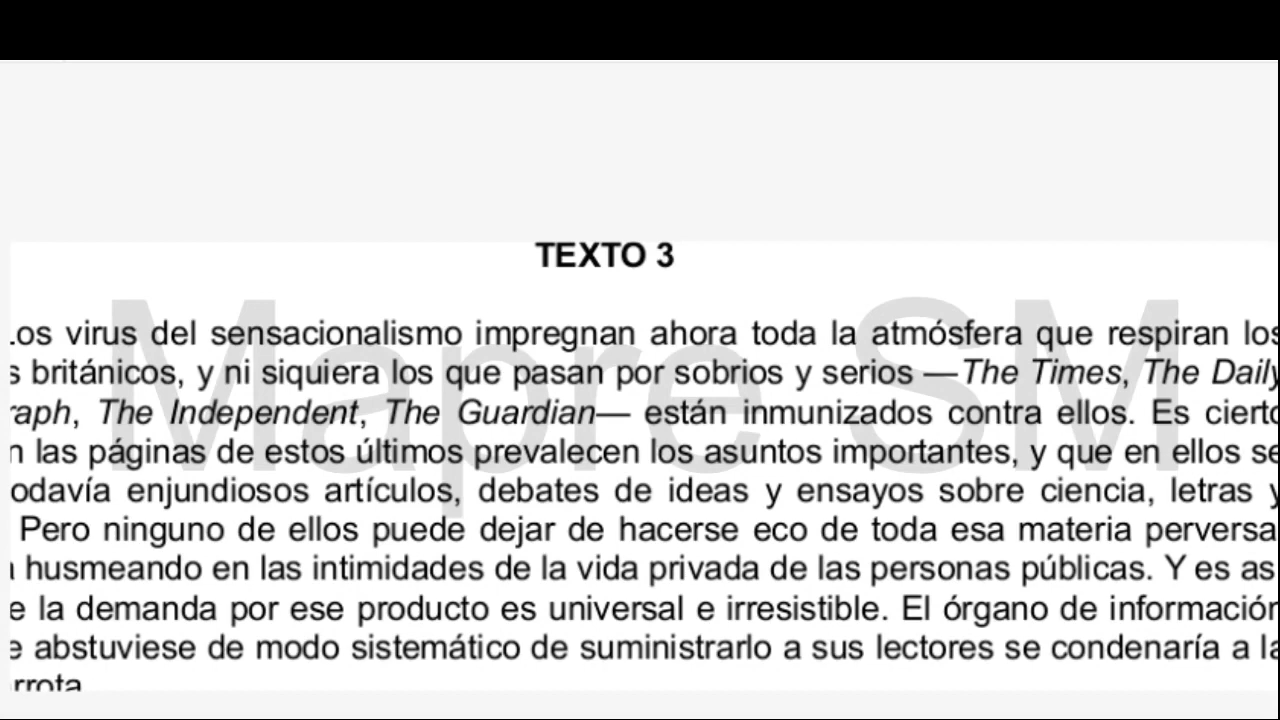 TEXTO 3
Mapre SM
os virus del sensacionalismo impregnan ahora toda la atmósfera que respiran los
s británicos, y ni siquiera los que pasan por sobrios y serios —The Times, The Daily
raph, The Independent, The Guardian— están inmunizados contra ellos. Es cierto
n las páginas de estos últimos prevalecen los asuntos importantes, y que en ellos se
odavía enjundiosos artículos, debates de ideas y ensayos sobre ciencia, letras y
Pero ninguno de ellos puede dejar de hacerse eco de toda esa materia perversa
husmeando en las intimidades de la vida privada de las personas públicas. Y es as
e la demanda por ese producto es universal e irresistible. El órgano de información
e abstuviese de modo sistemático de suministrarlo a sus lectores se condenaría a la
rrota